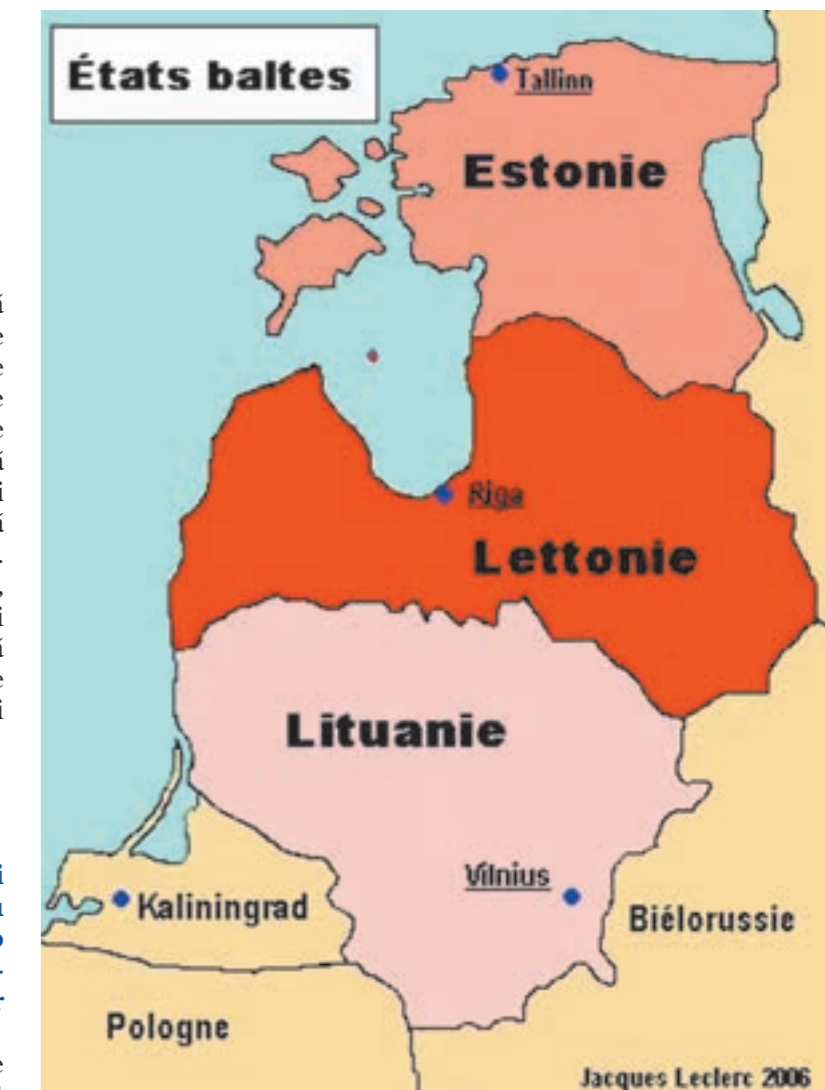 États baltes
Tallinn
Estonie
Riga
Lettonie
Lituanie
Vilnius
Kaliningrad
Biélorussie
Pologne
Jacques Leclerc 2006